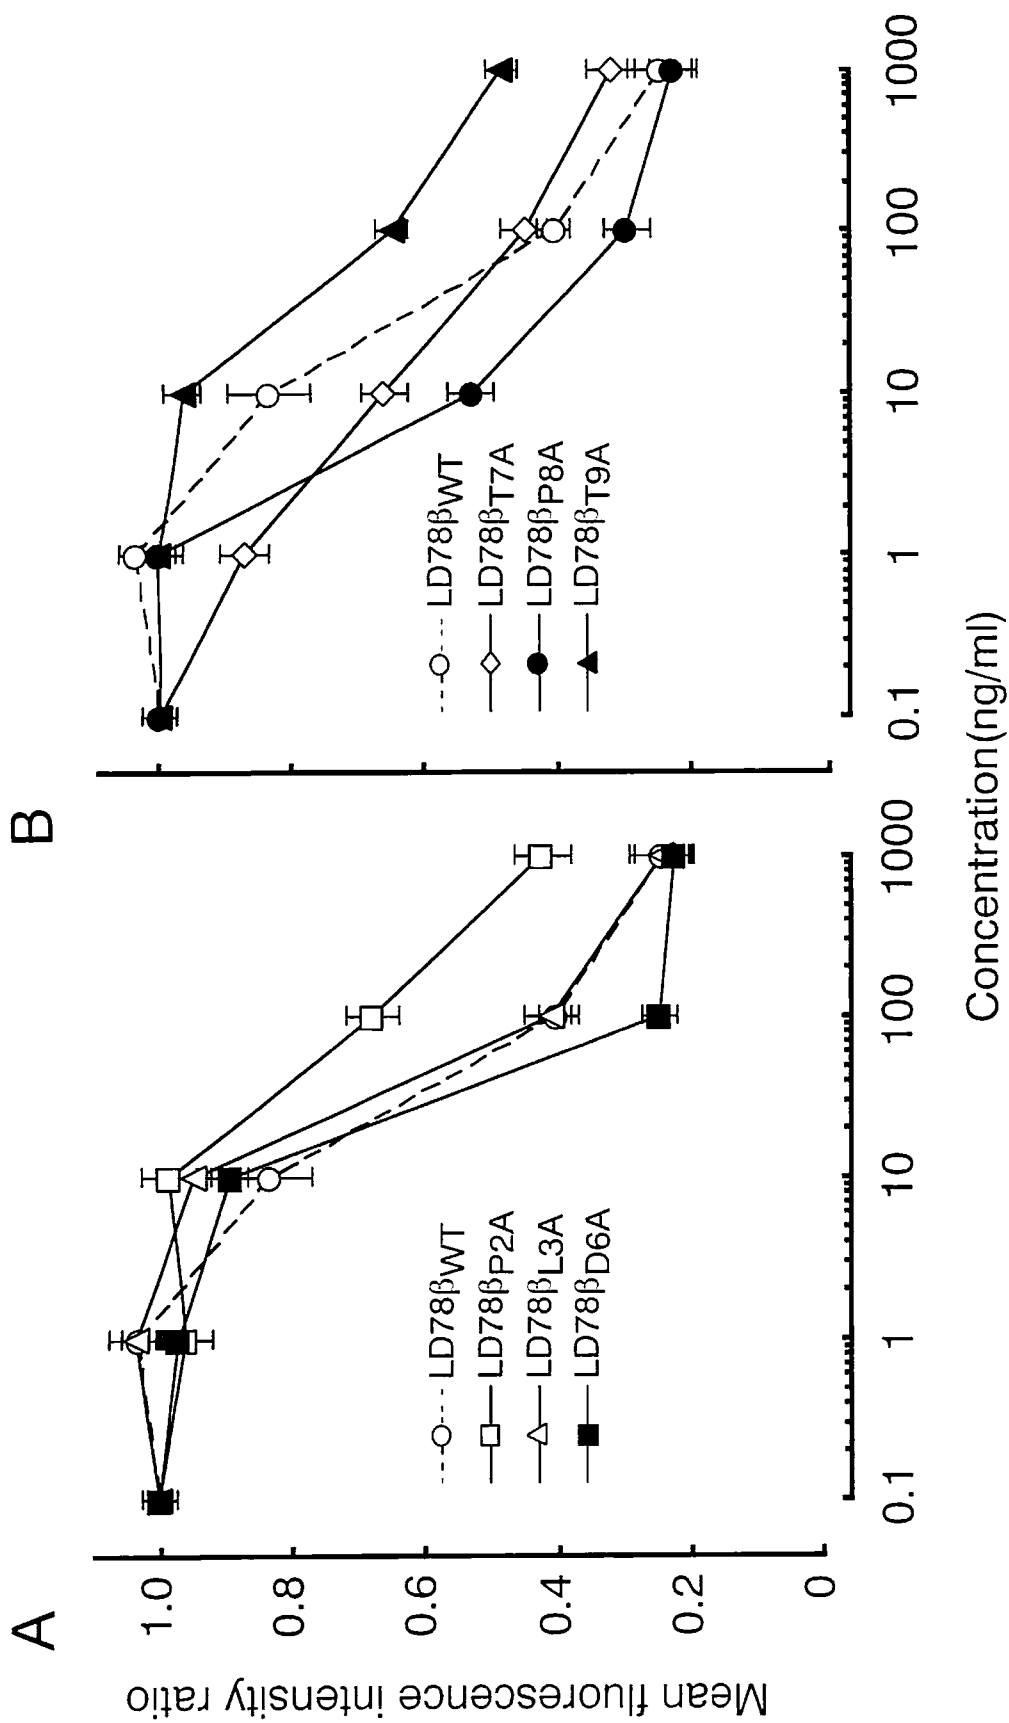 A
Mean fluorescence intensity ratio
1.0
0.8
0.6
0.4
0.2
0
LD78βWT
LD78βP2A
LD78βL3A
LD78βD6A
0.1 1 10 100 1000
B
LD78βWT
LD78βT7A
LD78βP8A
LD78βT9A
0.1 1 10 100 1000
Concentration(ng/ml)